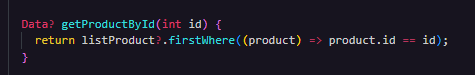 Data? getProductById(int id) {
return listProduct?.firstWhere((product) => product.id == id);
}